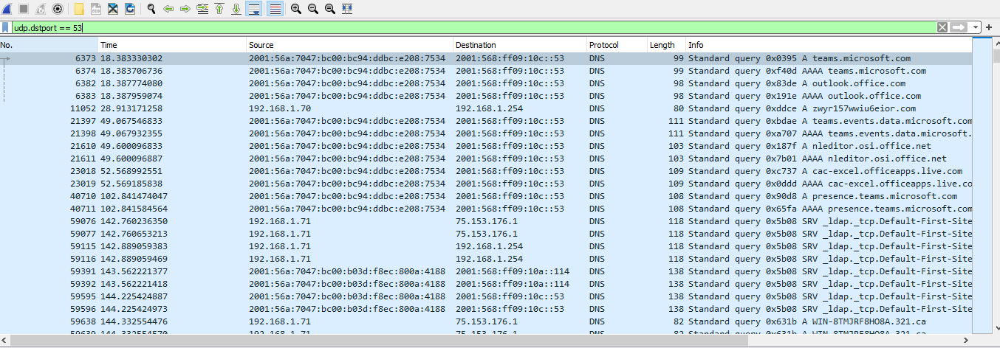 udp.dstport == 53
No. Time Source Destination Protocol Length Info
6373 18.383330302 2001:56a:7047:bc00:bc94:ddbc:e208:7534 2001:568:ff09:10c::53 DNS 99 Standard query 0x0395 A teams.microsoft.com
6374 18.383706736 2001:56a:7047:bc00:bc94:ddbc:e208:7534 2001:568:ff09:10c::53 DNS 99 Standard query 0xf40d AAAA teams.microsoft.com
6382 18.387774080 2001:56a:7047:bc00:bc94:ddbc:e208:7534 2001:568:ff09:10c::53 DNS 98 Standard query 0x83de A outlook.office.com
6383 18.387959074 2001:56a:7047:bc00:bc94:ddbc:e208:7534 2001:568:ff09:10c::53 DNS 98 Standard query 0x191e AAAA outlook.office.com
11052 28.913171258 192.168.1.70 192.168.1.254 DNS 80 Standard query 0xddce A zwyr157wwiu6eior.com
21397 49.067546833 2001:56a:7047:bc00:bc94:ddbc:e208:7534 2001:568:ff09:10c::53 DNS 111 Standard query 0xbdae A teams.events.data.microsoft.com
21398 49.067932355 2001:56a:7047:bc00:bc94:ddbc:e208:7534 2001:568:ff09:10c::53 DNS 111 Standard query 0xa707 AAAA teams.events.data.microsoft.
21610 49.600096833 2001:56a:7047:bc00:bc94:ddbc:e208:7534 2001:568:ff09:10c::53 DNS 103 Standard query 0x187f A nleditor.osi.office.net
21611 49.600096887 2001:56a:7047:bc00:bc94:ddbc:e208:7534 2001:568:ff09:10c::53 DNS 103 Standard query 0x7b01 AAAA nleditor.osi.office.net
23018 52.568992551 2001:56a:7047:bc00:bc94:ddbc:e208:7534 2001:568:ff09:10c::53 DNS 109 Standard query 0xc737 A cac-excel.officeapps.live.com
23019 52.569185838 2001:56a:7047:bc00:bc94:ddbc:e208:7534 2001:568:ff09:10c::53 DNS 109 Standard query 0x0ddd AAAA cac-excel.officeapps.live.co
40710 102.841474047 2001:56a:7047:bc00:bc94:ddbc:e208:7534 2001:568:ff09:10c::53 DNS 108 Standard query 0x90d8 A presence.teams.microsoft.com
40711 102.841584564 2001:56a:7047:bc00:bc94:ddbc:e208:7534 2001:568:ff09:10c::53 DNS 108 Standard query 0x65fa AAAA presence.teams.microsoft.com
59076 142.760236350 192.168.1.71 75.153.176.1 DNS 118 Standard query 0x5b08 SRV _ldap._tcp.Default-First-Site
59077 142.760653213 192.168.1.71 75.153.176.1 DNS 118 Standard query 0x5b08 SRV _ldap._tcp.Default-First-Site
59115 142.889059383 192.168.1.71 192.168.1.254 DNS 118 Standard query 0x5b08 SRV _ldap._tcp.Default-First-Site
59116 142.889059469 192.168.1.71 192.168.1.254 DNS 118 Standard query 0x5b08 SRV _ldap._tcp.Default-First-Site
59391 143.562221377 2001:56a:7047:bc00:b03d:f8ec:800a:4188 2001:568:ff09:10a::114 DNS 138 Standard query 0x5b08 SRV _ldap._tcp.Default-First-Site
59392 143.562221418 2001:56a:7047:bc00:b03d:f8ec:800a:4188 2001:568:ff09:10a::114 DNS 138 Standard query 0x5b08 SRV _ldap._tcp.Default-First-Site
59595 144.225424887 2001:56a:7047:bc00:b03d:f8ec:800a:4188 2001:568:ff09:10c::53 DNS 138 Standard query 0x5b08 SRV _ldap._tcp.Default-First-Site
59596 144.225424973 2001:56a:7047:bc00:b03d:f8ec:800a:4188 2001:568:ff09:10c::53 DNS 138 Standard query 0x5b08 SRV _ldap._tcp.Default-First-Site
59638 144.332554476 192.168.1.71 75.153.176.1 DNS 82 Standard query 0x631b A WIN-8TMJRF8HO8A.321.ca
59639 144.332554570 192.168.1.71 75.153.176.1 DNS 82 Standard query 0x631b A WIN-8TMJRF8HO8A.321.ca